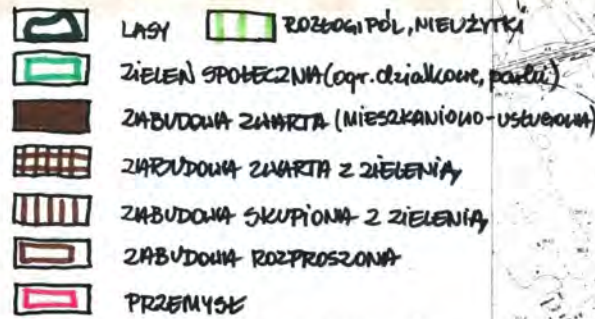 LASY ROZŁOGI PÓL, NIEUŻYTKI
ZIELEŃ SPOŁECZNA (ogr. działkowe, parki)
ZABUDOWA ZWARTA (MIESZKANIOWO-USŁUGOWA)
ZABUDOWA ZWARTA Z ZIELENIĄ
ZABUDOWA SKUPIONA Z ZIELENIĄ
ZABUDOWA ROZPROSZONA
PRZEMYSŁ